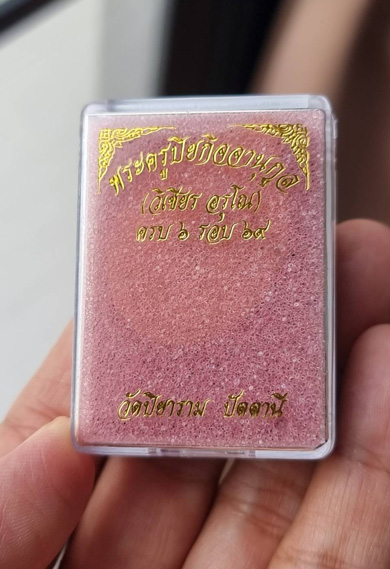 พระครูปิยกิจจานุกูล
(วิเชียร อรุโณ)
ครบ ๖ รอบ ๖๙
วัดปิยาราม ปัตตานี